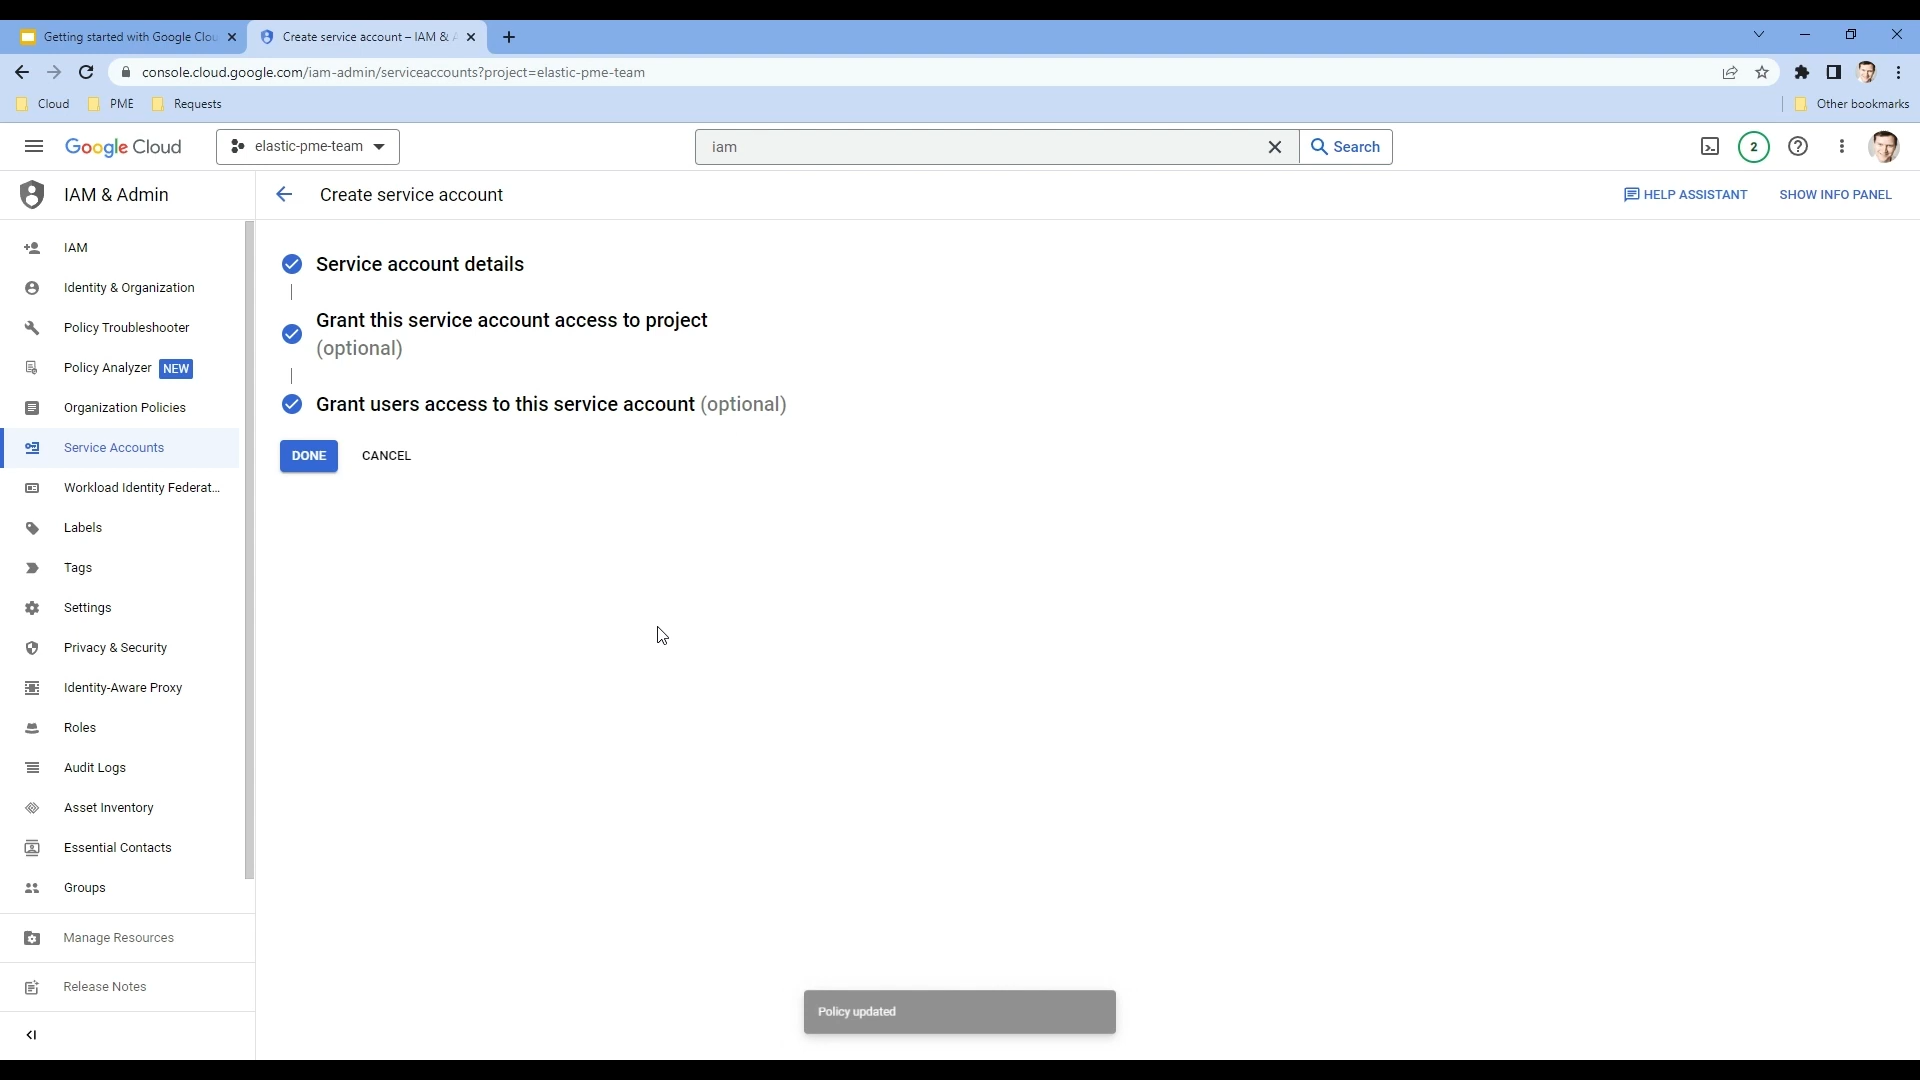 Getting started with Google Clou
Create service account – IAM & A
console.cloud.google.com/iam-admin/serviceaccounts?project=elastic-pme-team
Cloud
PME
Requests
Other bookmarks
Google Cloud
elastic-pme-team
iam
Search
2
IAM & Admin
Create service account
HELP ASSISTANT
SHOW INFO PANEL
IAM
Identity & Organization
Policy Troubleshooter
Policy Analyzer NEW
Organization Policies
Service Accounts
Workload Identity Federat...
Labels
Tags
Settings
Privacy & Security
Identity-Aware Proxy
Roles
Audit Logs
Asset Inventory
Essential Contacts
Groups
Manage Resources
Release Notes
Service account details
Grant this service account access to project
(optional)
Grant users access to this service account (optional)
DONE
CANCEL
Policy updated